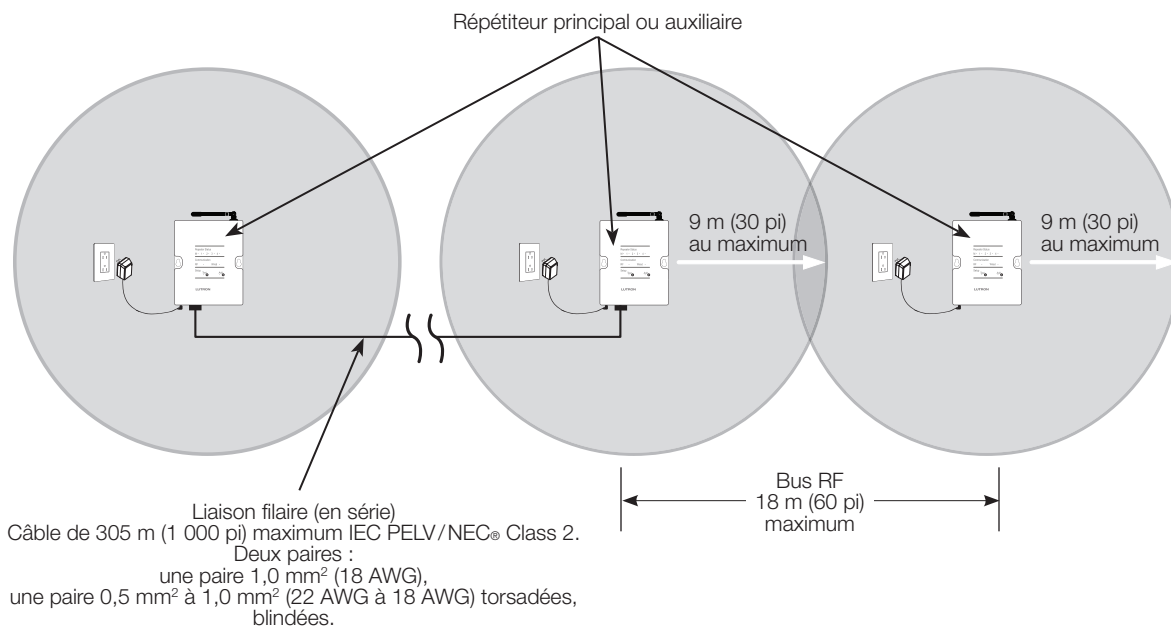 Répétiteur principal ou auxiliaire
9 m (30 pi)
au maximum
9 m (30 pi)
au maximum
LUTRON
LUTRON
LUTRON
Bus RF
18 m (60 pi)
maximum
Liaison filaire (en série)
Câble de 305 m (1 000 pi) maximum IEC PELV/NEC® Class 2.
Deux paires :
une paire 1,0 mm² (18 AWG),
une paire 0,5 mm² à 1,0 mm² (22 AWG à 18 AWG) torsadées,
blindées.